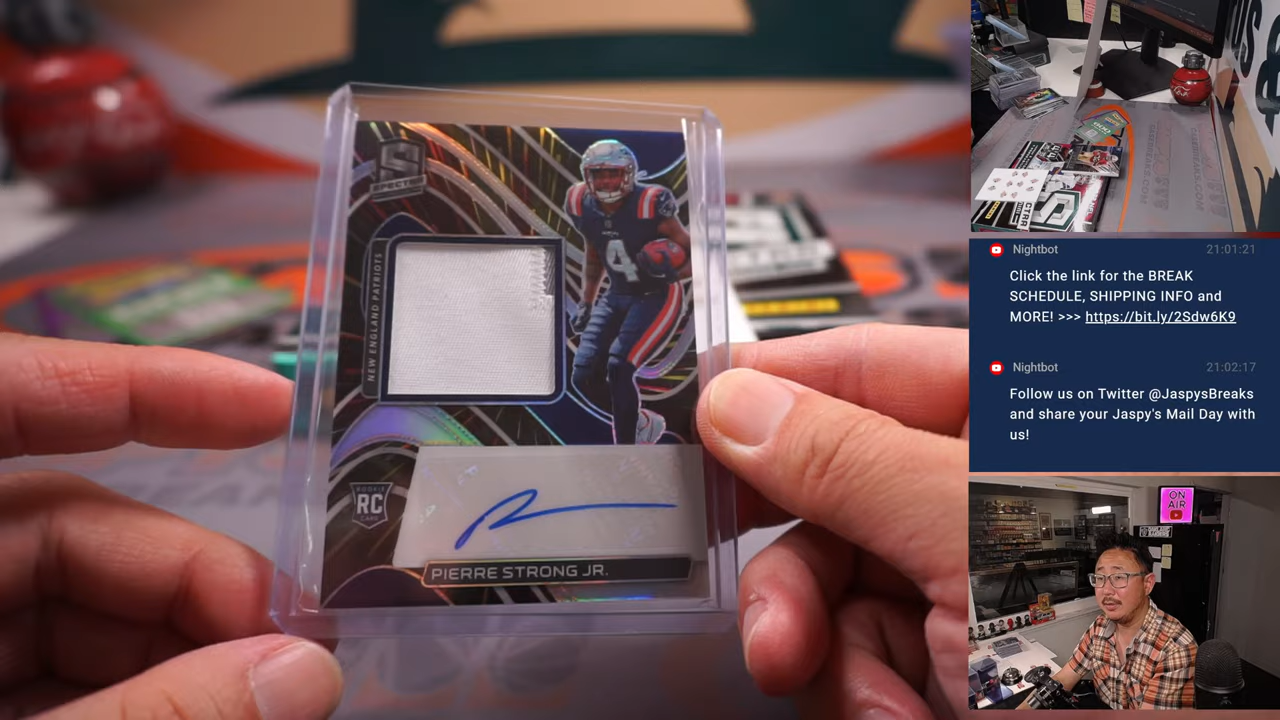 SPECTRA
NEW ENGLAND PATRIOTS
4
ROOKIE
RC
CARD
PIERRE STRONG JR.
Nightbot 21:01:21
Click the link for the BREAK
SCHEDULE, SHIPPING INFO and
MORE! >>> https://bit.ly/2Sdw6K9
Nightbot 21:02:17
Follow us on Twitter @JaspysBreaks
and share your Jaspy's Mail Day with
us!
ON
AIR